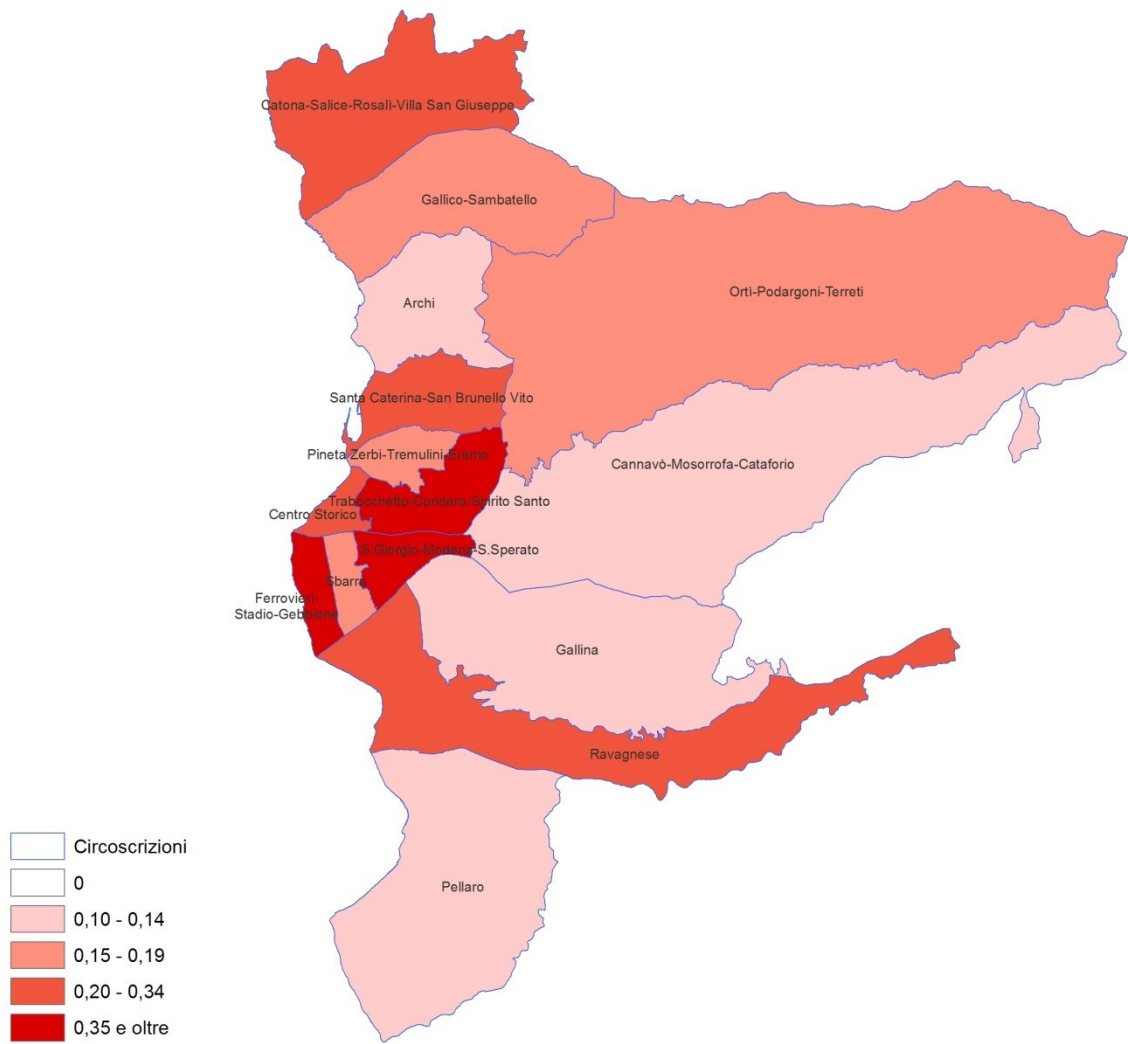 Catona-Salice-Rosalì-Villa San Giuseppe
Gallico-Sambatello
Orti-Podargoni-Terreti
Archi
Santa Caterina-San Brunello Vito
Pineta Zerbi-Tremulini-Eremo
Cannavò-Mosorrofa-Cataforio
Trabocchetto-Condera-Spirito Santo
Centro Storico
S.Giorgio-Modena-S.Sperato
Sbarre
Ferrovieri-
Stadio-Gebbione
Gallina
Ravagnese
Pellaro
Circoscrizioni
0
0,10 - 0,14
0,15 - 0,19
0,20 - 0,34
0,35 e oltre